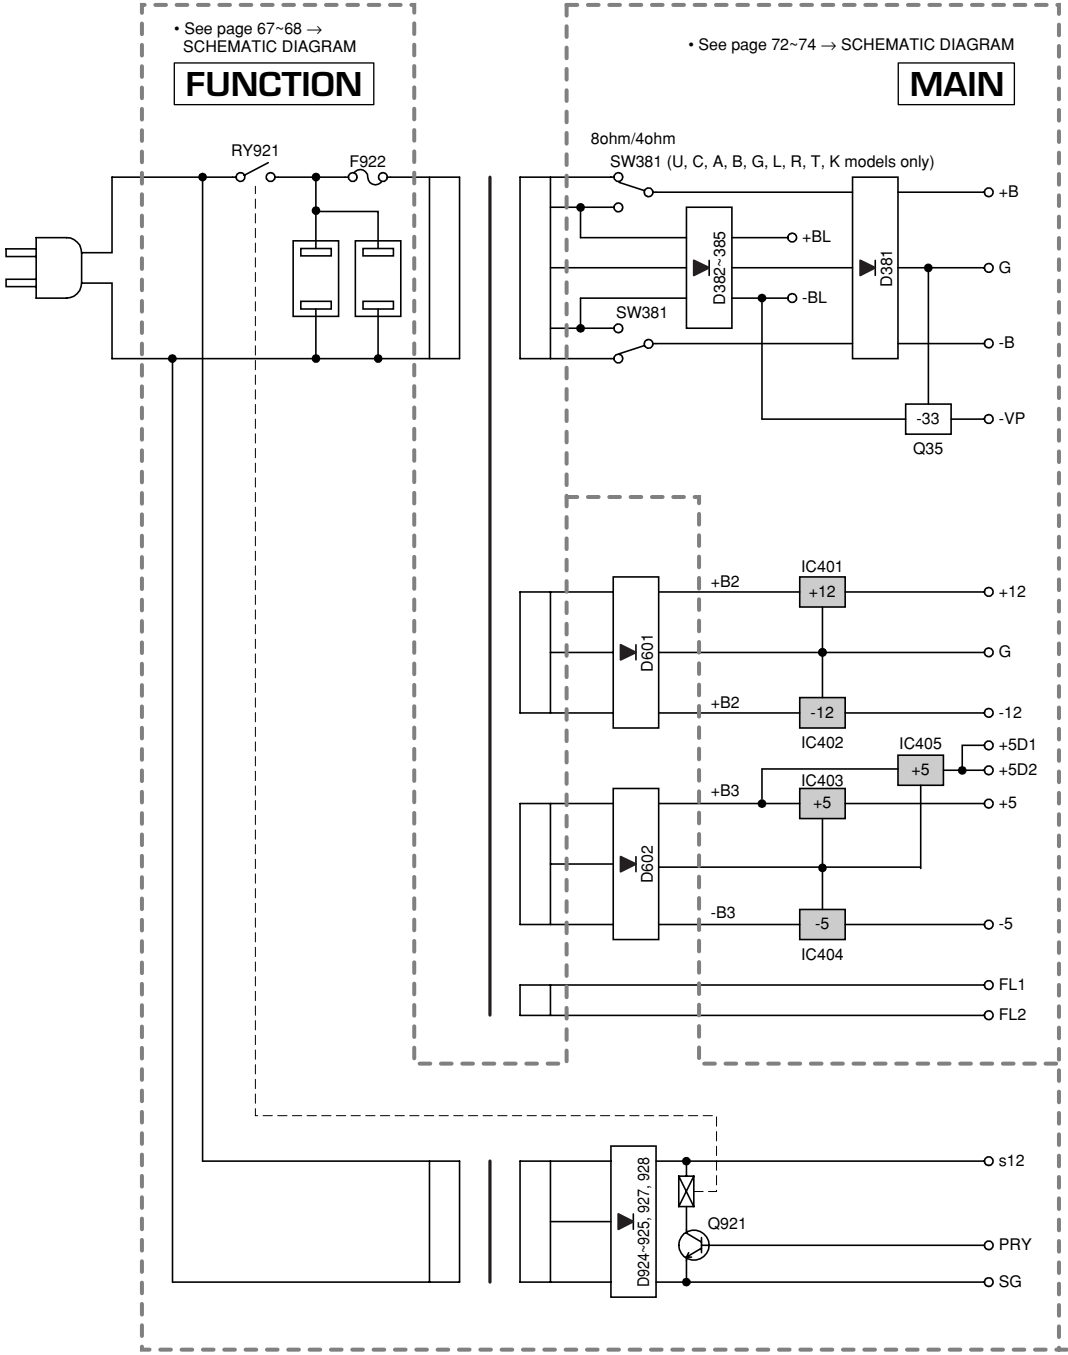 • See page 67~68 →
SCHEMATIC DIAGRAM
FUNCTION
• See page 72~74 → SCHEMATIC DIAGRAM
MAIN
8ohm/4ohm
SW381 (U, C, A, B, G, L, R, T, K models only)
RY921
F922
+B
+BL
D382~385
D381
G
-BL
SW381
-B
-33
-VP
Q35
IC401
+B2
+12
+12
D601
G
+B2
-12
-12
IC402
IC405
+5D1
+5
+5D2
IC403
+B3
+5
+5
D602
-B3
-5
-5
IC404
FL1
FL2
D924~925, 927, 928
s12
Q921
PRY
SG